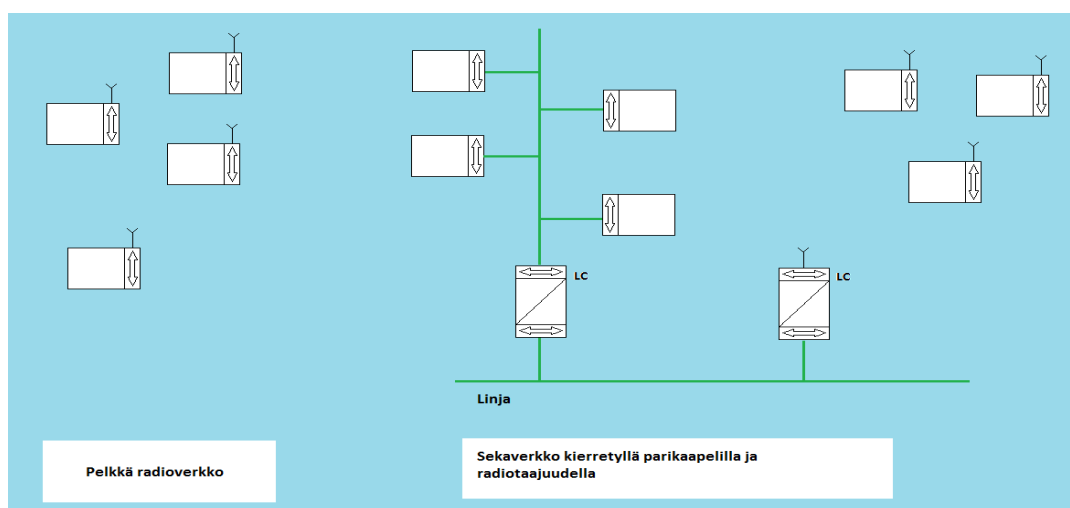 LC
LC
Linja
Pelkkä radioverkko
Sekaverkko kierretyllä parikaapelilla ja
radiotaajuudella